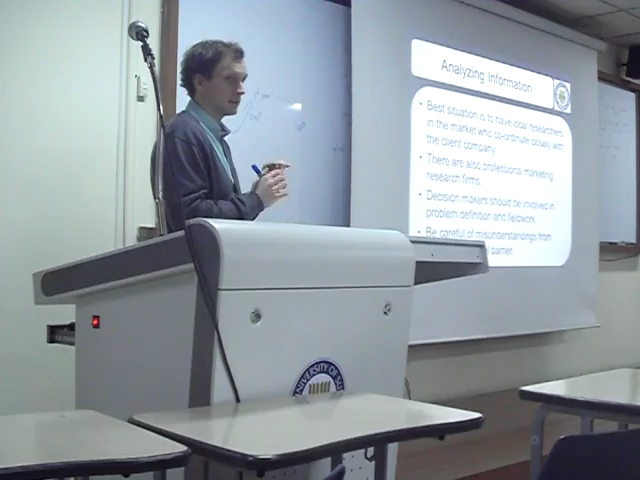 Analyzing Information
• Best situation is to have local researchers
in the market who co-ordinate closely with
the client company.
• There are also professional marketing
research firms.
• Decision makers should be involved in
problem definition and fieldwork.
• Be careful of misunderstandings from
barrier.
UNIVERSITY OF SU